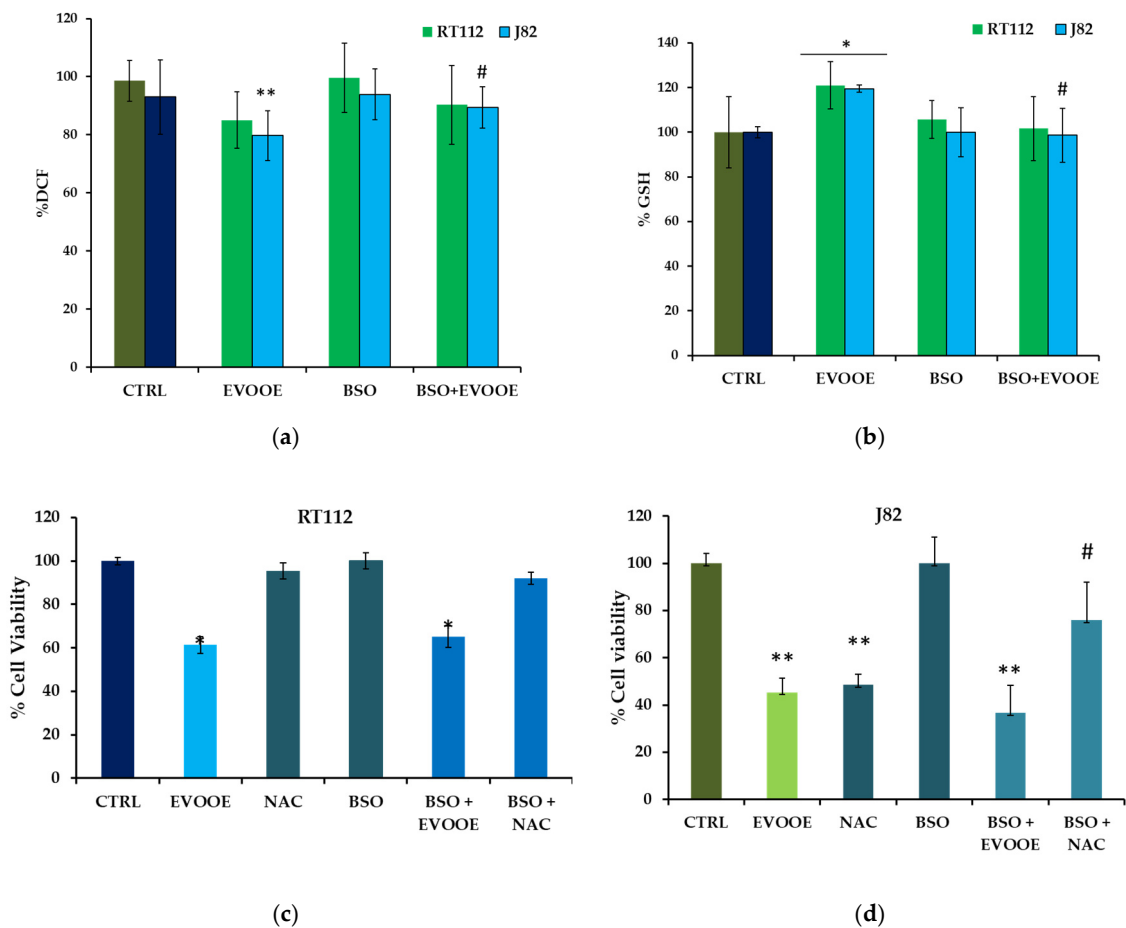 RT112 J82
120
100
80
60
40
20
0
%DCF
**
#
CTRL EVOOE BSO BSO+EVOOE
(a)
RT112 J82
140
120
100
80
60
40
20
0
% GSH
*
#
CTRL EVOOE BSO BSO+EVOOE
(b)
RT112
120
100
80
60
40
20
0
% Cell Viability
*
*
CTRL EVOOE NAC BSO BSO + BSO +
EVOOE NAC
(c)
J82
120
100
80
60
40
20
0
% Cell viability
**
**
**
#
CTRL EVOOE NAC BSO BSO + BSO +
EVOOE NAC
(d)